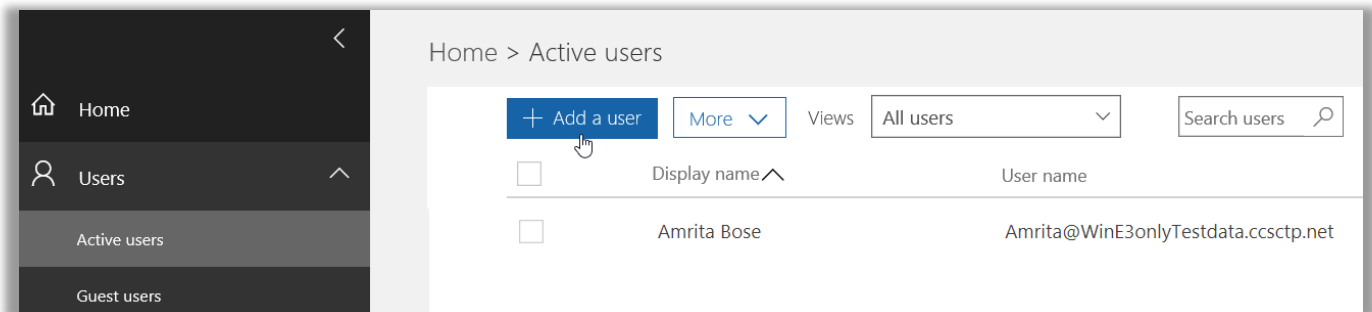 Home > Active users
Home
+ Add a user More Views All users Search users
Users
Display name User name
Active users
Amrita Bose Amrita@WinE3onlyTestdata.ccsctp.net
Guest users